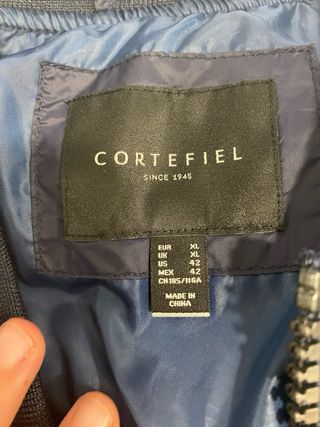 CORTEFIEL
SINCE 1945
EUR XL
UK XL
US 42
MEX 42
CN 185/116A
MADE IN
CHINA